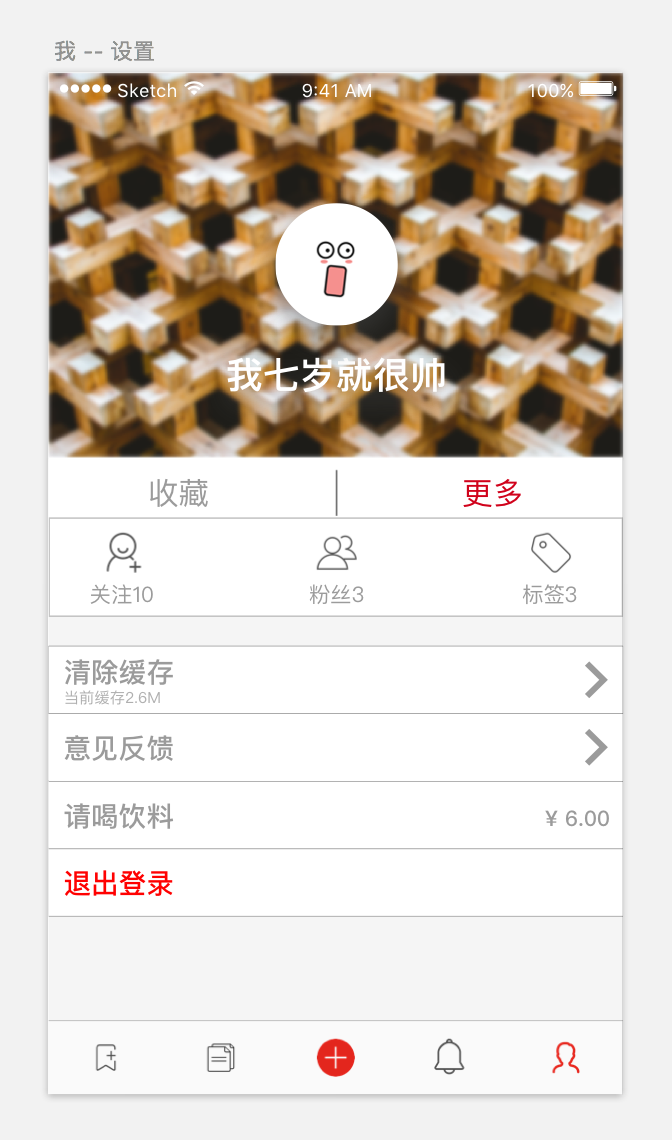 我 -- 设置
Sketch 9:41 AM 100%
我七岁就很帅
收藏 更多
关注10 粉丝3 标签3
清除缓存
当前缓存2.6M
意见反馈
请喝饮料 ¥ 6.00
退出登录